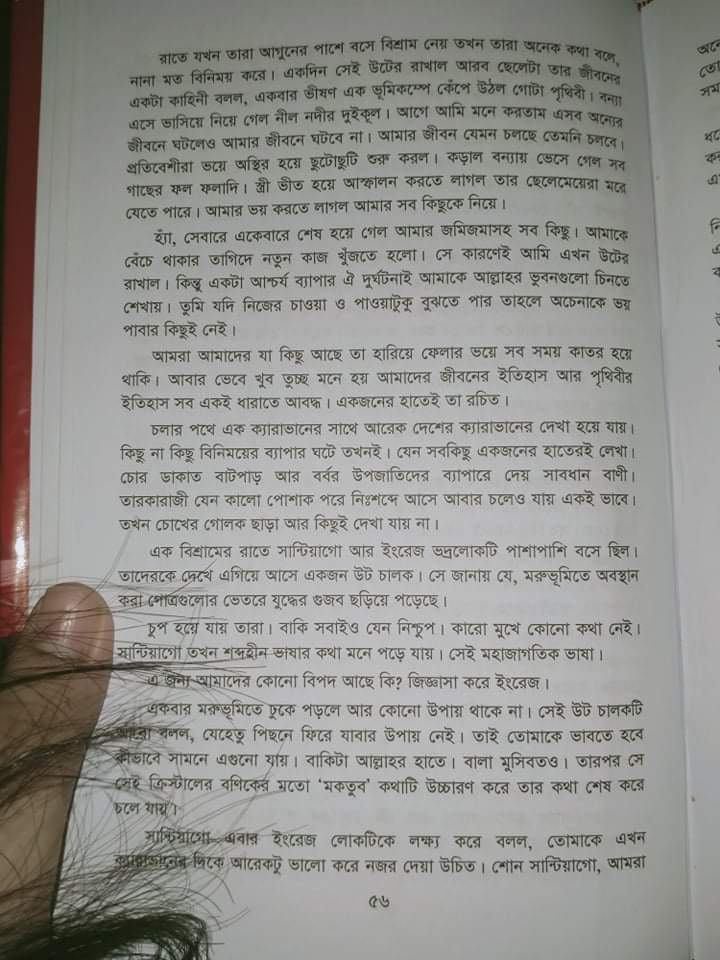 রাতে যখন তারা আগুনের পাশে বসে বিশ্রাম নেয় তখন তারা অনেক কথা বলে,
নানা মত বিনিময় করে। একদিন সেই উটের রাখাল আরব ছেলেটা তার জীবনের
একটা কাহিনী বলল, একবার ভীষণ এক ভূমিকম্পে কেঁপে উঠল গোটা পৃথিবী। বন্যা
এসে ভাসিয়ে নিয়ে গেল নীল নদীর দুইকূল। আগে আমি মনে করতাম এসব অন্যের
জীবনে ঘটলেও আমার জীবনে ঘটবে না। আমার জীবন যেমন চলছে তেমনি চলবে।
প্রতিবেশীরা ভয়ে অস্থির হয়ে ছুটোছুটি শুরু করল। কড়াল বন্যায় ভেসে গেল সব
গাছের ফল ফলাদি। স্ত্রী ভীত হয়ে আস্ফালন করতে লাগল তার ছেলেমেয়েরা মরে
যেতে পারে। আমার ভয় করতে লাগল আমার সব কিছুকে নিয়ে।
হ্যাঁ, সেবারে একেবারে শেষ হয়ে গেল আমার জমিজমাসহ সব কিছু। আমাকে
বেঁচে থাকার তাগিদে নতুন কাজ খুঁজতে হলো। সে কারণেই আমি এখন উটের
রাখাল। কিন্তু একটা আশ্চর্য ব্যাপার ঐ দুর্ঘটনাই আমাকে আল্লাহর ভুবনগুলো চিনতে
শেখায়। তুমি যদি নিজের চাওয়া ও পাওয়াটুকু বুঝতে পার তাহলে অচেনাকে ভয়
পাবার কিছুই নেই।
আমরা আমাদের যা কিছু আছে তা হারিয়ে ফেলার ভয়ে সব সময় কাতর হয়ে
থাকি। আবার ভেবে খুব তুচ্ছ মনে হয় আমাদের জীবনের ইতিহাস আর পৃথিবীর
ইতিহাস সব একই ধারাতে আবদ্ধ। একজনের হাতেই তা রচিত।
চলার পথে এক ক্যারাভানের সাথে আরেক দেশের ক্যারাভানের দেখা হয়ে যায়।
কিছু না কিছু বিনিময়ের ব্যাপার ঘটে তখনই। যেন সবকিছু একজনের হাতেরই লেখা।
চোর ডাকাত বাটপাড় আর বর্বর উপজাতিদের ব্যাপারে দেয় সাবধান বাণী।
তারকারাজী যেন কালো পোশাক পরে নিঃশব্দে আসে আবার চলেও যায় একই ভাবে।
তখন চোখের গোলক ছাড়া আর কিছুই দেখা যায় না।
এক বিশ্রামের রাতে সান্টিয়াগো আর ইংরেজ ভদ্রলোকটি পাশাপাশি বসে ছিল।
তাদেরকে দেখে এগিয়ে আসে একজন উট চালক। সে জানায় যে, মরুভূমিতে অবস্থান
করা গোত্রগুলোর ভেতরে যুদ্ধের গুজব ছড়িয়ে পড়েছে।
চুপ হয়ে যায় তারা। বাকি সবাইও যেন নিশ্চুপ। কারো মুখে কোনো কথা নেই।
সান্টিয়াগো তখন শব্দহীন ভাষার কথা মনে পড়ে যায়। সেই মহাজাগতিক ভাষা।
এ জন্য আমাদের কোনো বিপদ আছে কি? জিজ্ঞাসা করে ইংরেজ।
একবার মরুভূমিতে ঢুকে পড়লে আর কোনো উপায় থাকে না। সেই উট চালকটি
আরো বলল, যেহেতু পিছনে ফিরে যাবার উপায় নেই। তাই তোমাকে ভাবতে হবে
কীভাবে সামনে এগুনো যায়। বাকিটা আল্লাহর হাতে। বালা মুসিবতও। তারপর সে
সেই ক্রিস্টালের বণিকের মতো ‘মকতুব’ কথাটি উচ্চারণ করে তার কথা শেষ করে
চলে যায়।
সান্টিয়াগো এবার ইংরেজ লোকটিকে লক্ষ্য করে বলল, তোমাকে এখন
ক্যারাভানের দিকে আরেকটু ভালো করে নজর দেয়া উচিত। শোন সান্টিয়াগো, আমরা
৫৬